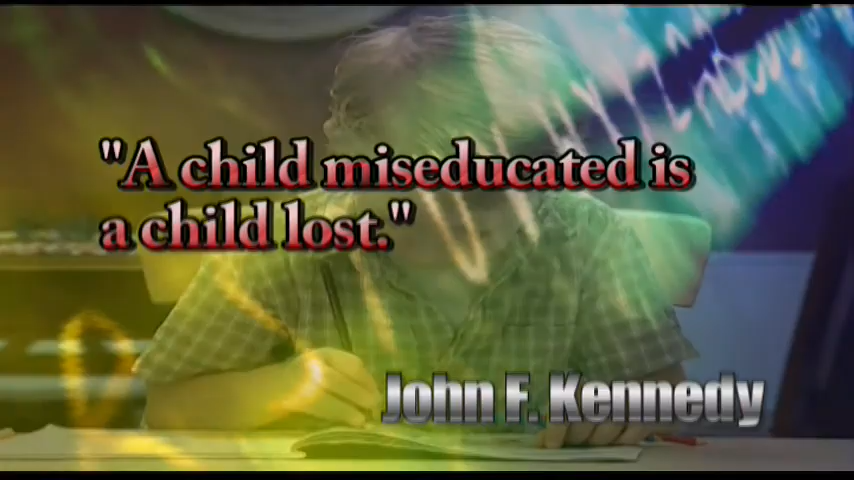 "A child miseducated is
a child lost."
John F. Kennedy